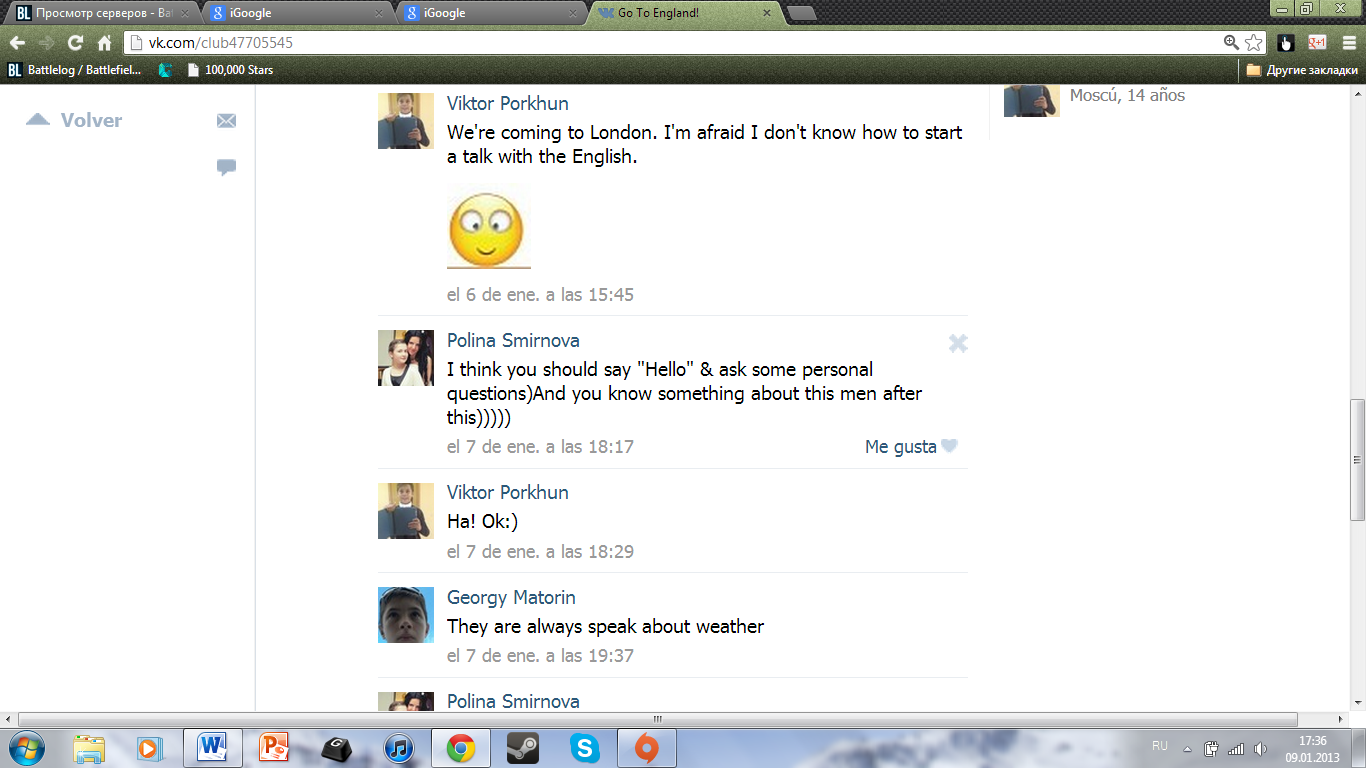 Просмотр серверов - Ba
iGoogle
iGoogle
Go To England!
vk.com/club47705545
Battlelog / Battlefiel...
100,000 Stars
Другие закладки
Volver
Viktor Porkhun
We're coming to London. I'm afraid I don't know how to start
a talk with the English.
el 6 de ene. a las 15:45
Moscú, 14 años
Polina Smirnova
I think you should say "Hello" & ask some personal
questions)And you know something about this men after
this)))))
el 7 de ene. a las 18:17
Me gusta
Viktor Porkhun
Ha! Ok:)
el 7 de ene. a las 18:29
Georgy Matorin
They are always speak about weather
el 7 de ene. a las 19:37
Polina Smirnova
RU
17:36
09.01.2013